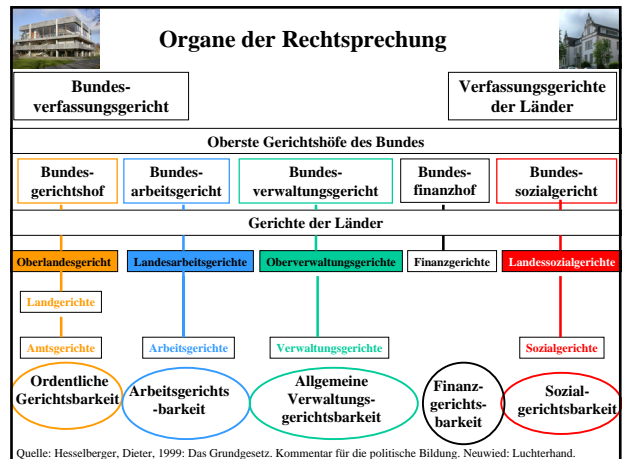 Organe der Rechtsprechung
Bundes-
verfassungsgericht
Verfassungsgerichte
der Länder
Oberste Gerichtshöfe des Bundes
Bundes-
gerichtshof
Bundes-
arbeitsgericht
Bundes-
verwaltungsgericht
Bundes-
finanzhof
Bundes-
sozialgericht
Gerichte der Länder
Oberlandesgericht
Landesarbeitsgerichte
Oberverwaltungsgerichte
Finanzgerichte
Landessozialgerichte
Landgerichte
Amtsgerichte
Arbeitsgerichte
Verwaltungsgerichte
Sozialgerichte
Ordentliche
Gerichtsbarkeit
Arbeitsgerichts
-barkeit
Allgemeine
Verwaltungs-
gerichtsbarkeit
Finanz-
gerichts-
barkeit
Sozial-
gerichtsbarkeit
Quelle: Hesselberger, Dieter, 1999: Das Grundgesetz. Kommentar für die politische Bildung. Neuwied: Luchterhand.